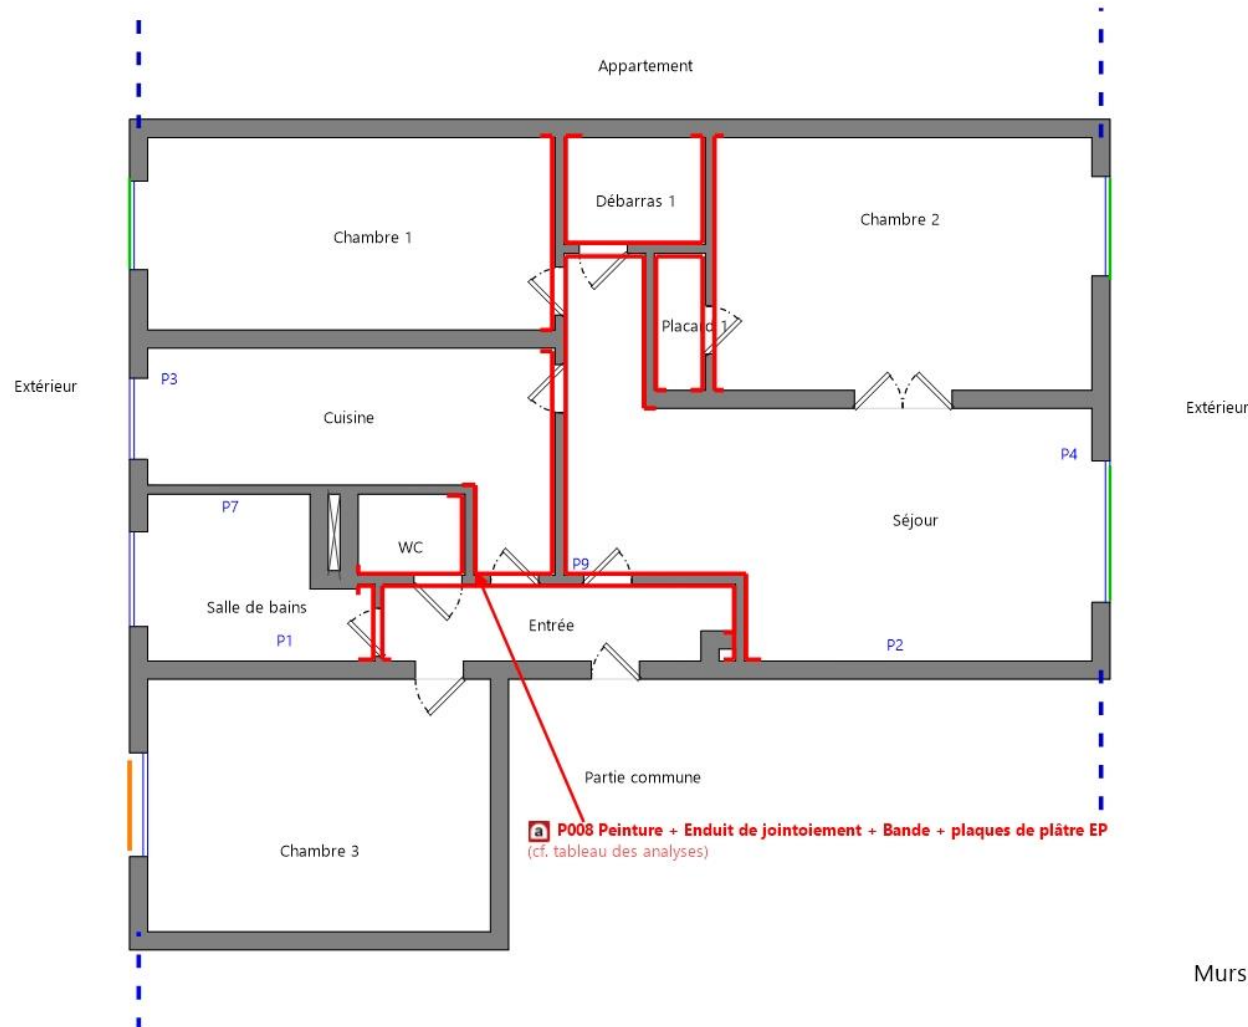 Appartement
Débarras 1
Chambre 2
Chambre 1
Placard 1
P3
Extérieur
Extérieur
Cuisine
P4
P7
Séjour
WC
P9
Salle de bains
Entrée
P1
P2
Partie commune
a P008 Peinture + Enduit de jointoiement + Bande + plaques de plâtre EP
(cf. tableau des analyses)
Chambre 3
Murs